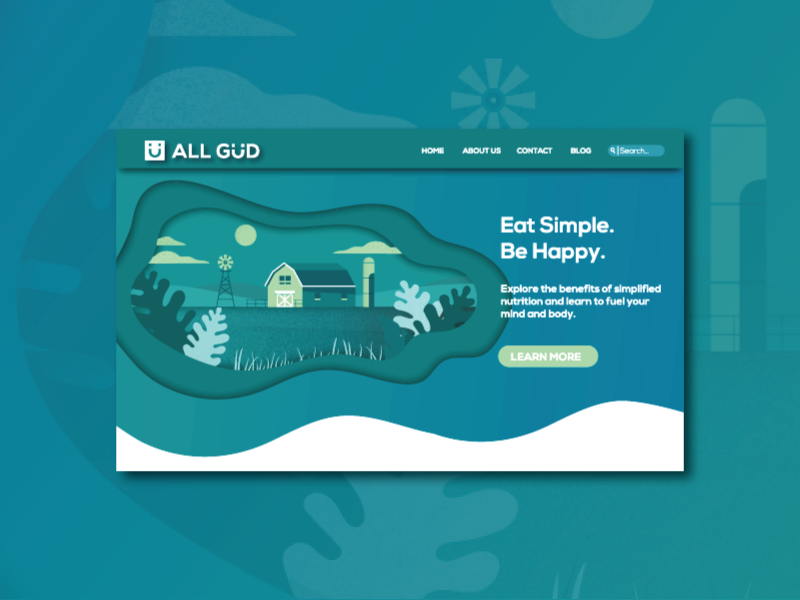 ALL GÜD
HOME ABOUT US CONTACT BLOG Search...
Eat Simple.
Be Happy.
Explore the benefits of simplified
nutrition and learn to fuel your
mind and body.
LEARN MORE